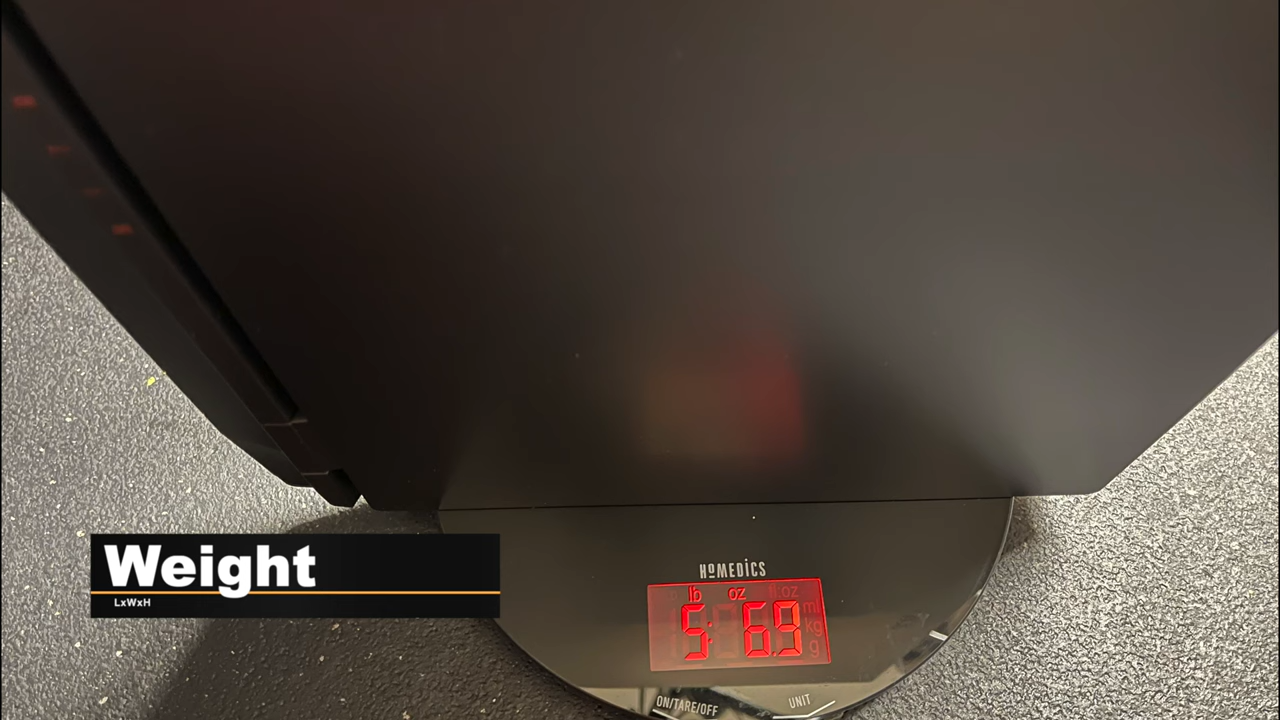 Weight
LxWxH
HoMEDiCS
lb oz fl:oz
5: 6.9
ml
kg
g
ON/TARE/OFF UNIT